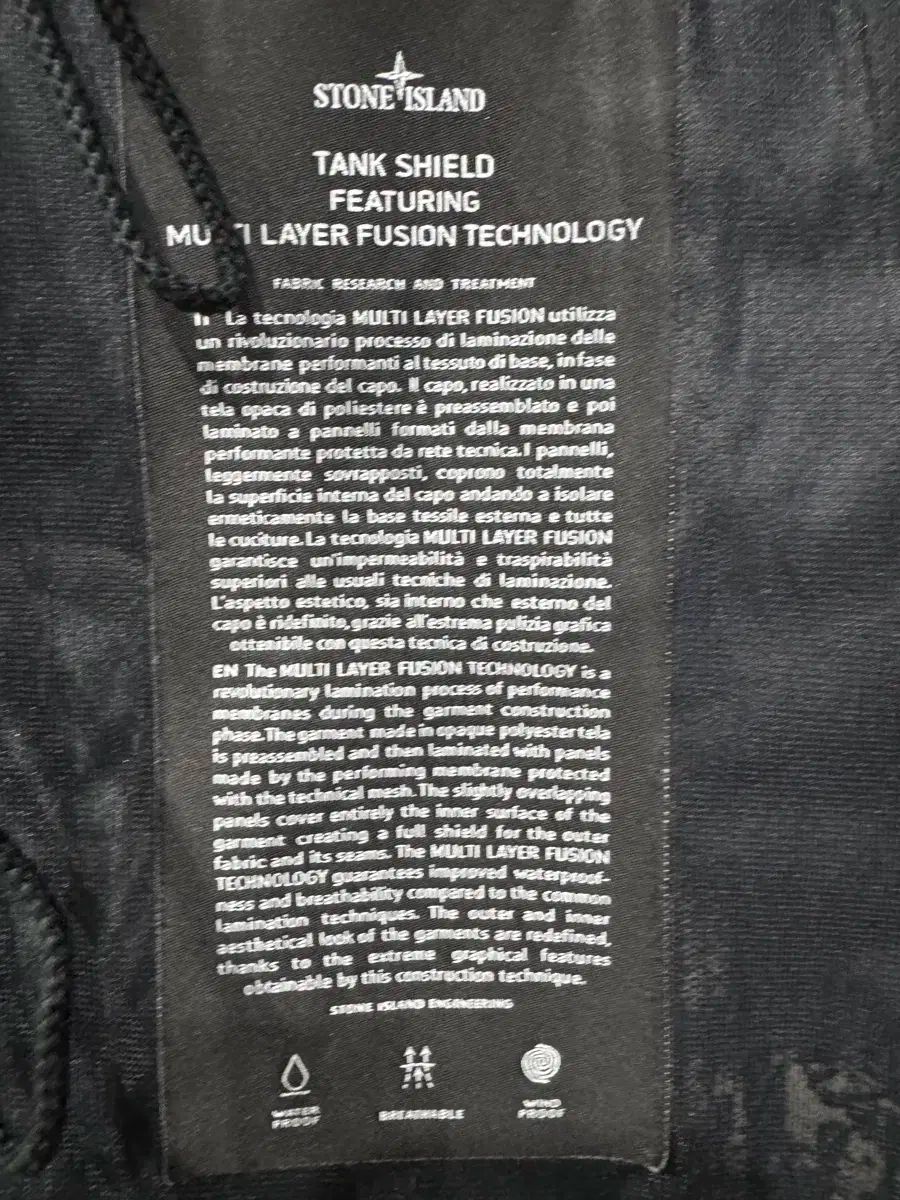 STONE ISLAND
TANK SHIELD
FEATURING
MULTI LAYER FUSION TECHNOLOGY
FABRIC RESEARCH AND TREATMENT
IT La tecnologia MULTI LAYER FUSION utilizza
un rivoluzionario processo di laminazione delle
membrane performanti al tessuto di base, in fase
di costruzione del capo. Il capo, realizzato in una
tela opaca di poliestere è preassemblato e poi
laminato a pannelli formati dalla membrana
performante protetta da rete tecnica. I pannelli,
leggermente sovrapposti, coprono totalmente
la superficie interna del capo andando a isolare
ermeticamente la base tessile esterna e tutte
le cuciture. La tecnologia MULTI LAYER FUSION
garantisce un'impermeabilità e traspirabilità
superiori alle usuali tecniche di laminazione.
L'aspetto estetico, sia interno che esterno del
capo è ridefinito, grazie all'estrema pulizia grafica
ottenibile con questa tecnica di costruzione.
EN The MULTI LAYER FUSION TECHNOLOGY is a
revolutionary lamination process of performance
membranes during the garment construction
phase. The garment made in opaque polyester tela
is preassembled and then laminated with panels
made by the performing membrane protected
with the technical mesh. The slightly overlapping
panels cover entirely the inner surface of the
garment creating a full shield for the outer
fabric and its seams. The MULTI LAYER FUSION
TECHNOLOGY guarantees improved waterproof-
ness and breathability compared to the common
lamination techniques. The outer and inner
aesthetical look of the garments are redefined,
thanks to the extreme graphical features
obtainable by this construction technique.
STONE ISLAND ENGINEERING
WATER
PROOF
BREATHABLE
WIND
PROOF